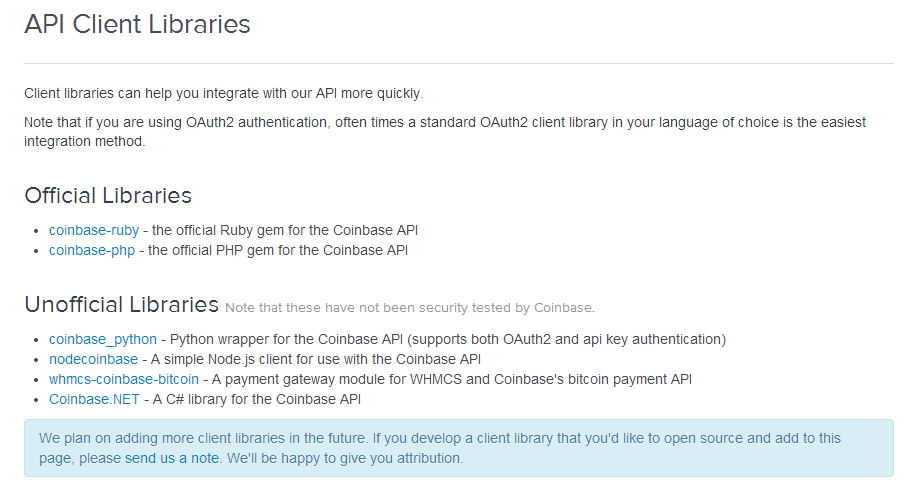 API Client Libraries
Client libraries can help you integrate with our API more quickly.
Note that if you are using OAuth2 authentication, often times a standard OAuth2 client library in your language of choice is the easiest
integration method.
Official Libraries
coinbase-ruby - the official Ruby gem for the Coinbase API
coinbase-php - the official PHP gem for the Coinbase API
Unofficial Libraries Note that these have not been security tested by Coinbase.
coinbase_python - Python wrapper for the Coinbase API (supports both OAuth2 and api key authentication)
nodecoinbase - A simple Node.js client for use with the Coinbase API
whmcs-coinbase-bitcoin - A payment gateway module for WHMCS and Coinbase's bitcoin payment API
Coinbase.NET - A C# library for the Coinbase API
We plan on adding more client libraries in the future. If you develop a client library that you'd like to open source and add to this
page, please send us a note. We'll be happy to give you attribution.